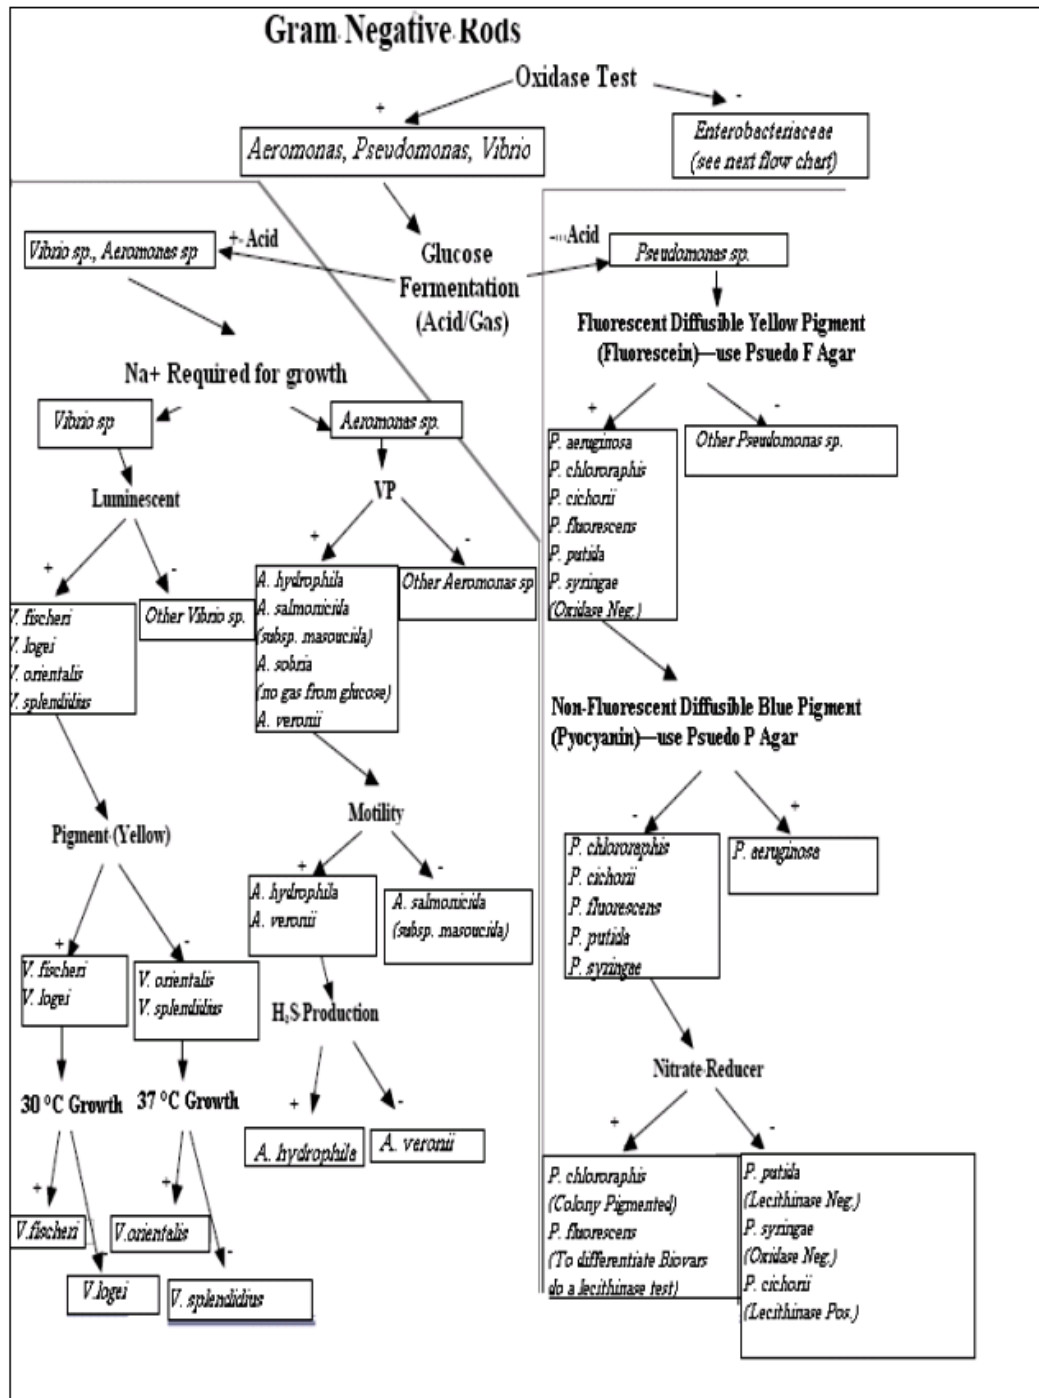 Gram Negative Rods
Oxidase Test
+
-
Aeromonas, Pseudomonas, Vibrio
Enterobacteriaceae
(see next flow chart)
Vibrio sp., Aeromonas sp
+- Acid
Glucose
Fermentation
(Acid/Gas)
- Acid
Pseudomonas sp.
Na+ Required for growth
Vibrio sp
Aeromonas sp.
Luminescent
+
-
V. fischeri
V. logei
V. orientalis
V. splendidius
Other Vibrio sp.
VP
+
-
A. hydrophila
A. salmonicida
(subsp. masoucida)
A. sobria
(no gas from glucose)
A. veronii
Other Aeromonas sp
Pigment (Yellow)
+
-
V. fischeri
V. logei
V. orientalis
V. splendidius
30 °C Growth
37 °C Growth
+
-
+
-
V.fischeri
V.logei
V.orientalis
V. splendidius
Motility
+
-
A. hydrophila
A. veronii
A. salmonicida
(subsp. masoucida)
H₂S Production
+
-
A. hydrophila
A. veronii
Fluorescent Diffusible Yellow Pigment
(Fluorescein)—use Psuedo F Agar
+
-
P. aeruginosa
P. chlororaphis
P. cichorii
P. fluorescens
P. putida
P. syringae
(Oxidase Neg.)
Other Pseudomonas sp.
Non-Fluorescent Diffusible Blue Pigment
(Pyocyanin)—use Psuedo P Agar
-
+
P. chlororaphis
P. cichorii
P. fluorescens
P. putida
P. syringae
P. aeruginosa
Nitrate Reducer
+
-
P. chlororaphis
(Colony Pigmented)
P. fluorescens
(To differentiate Biovars
do a lecithinase test)
P. putida
(Lecithinase Neg.)
P. syringae
(Oxidase Neg.)
P. cichorii
(Lecithinase Pos.)